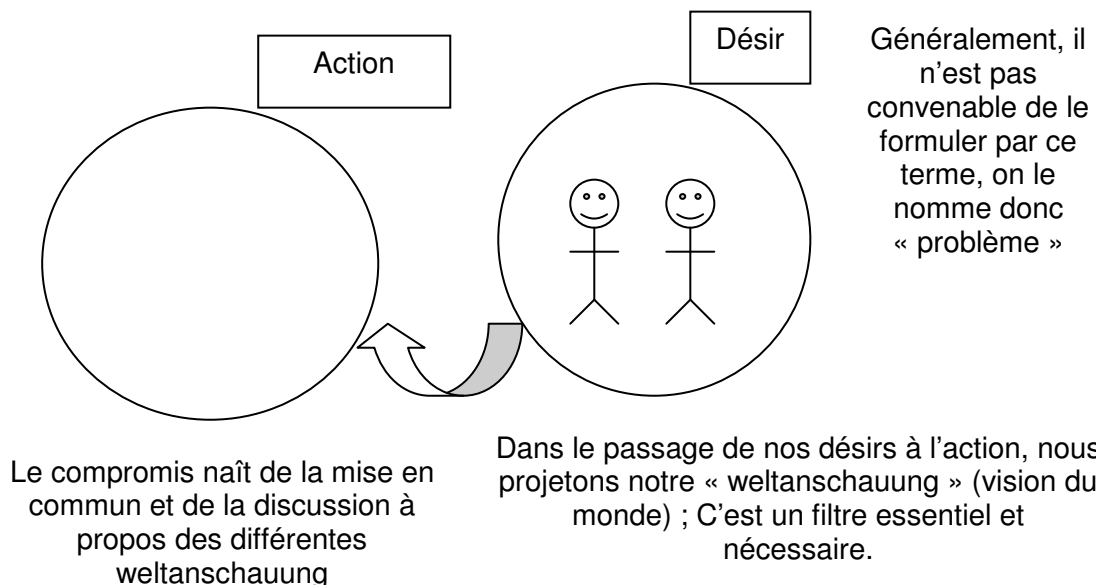 Action
Désir
Généralement, il
n’est pas
convenable de le
formuler par ce
terme, on le
nomme donc
« problème »
Le compromis naît de la mise en
commun et de la discussion à
propos des différentes
weltanschauung
Dans le passage de nos désirs à l’action, nous
projetons notre « weltanschauung » (vision du
monde) ; C’est un filtre essentiel et
nécessaire.